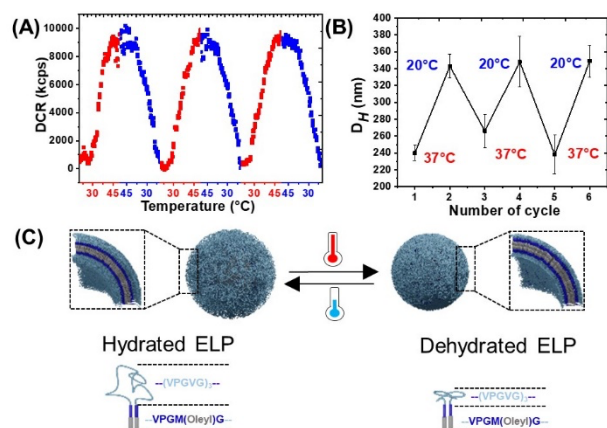 (A)
DCR (kcps)
10000
8000
6000
4000
2000
0
30 45 45 30 30 45 45 30 30 45 45 30
Temperature (°C)
(B)
D_H (nm)
400
380
360
340
320
300
280
260
240
220
200
20°C 20°C 20°C
37°C 37°C 37°C
1 2 3 4 5 6
Number of cycle
(C)
Hydrated ELP
Dehydrated ELP
--(VPGVG)₃--
--(VPGVG)₃--
--VPGM(Oleyl)G--
--VPGM(Oleyl)G--